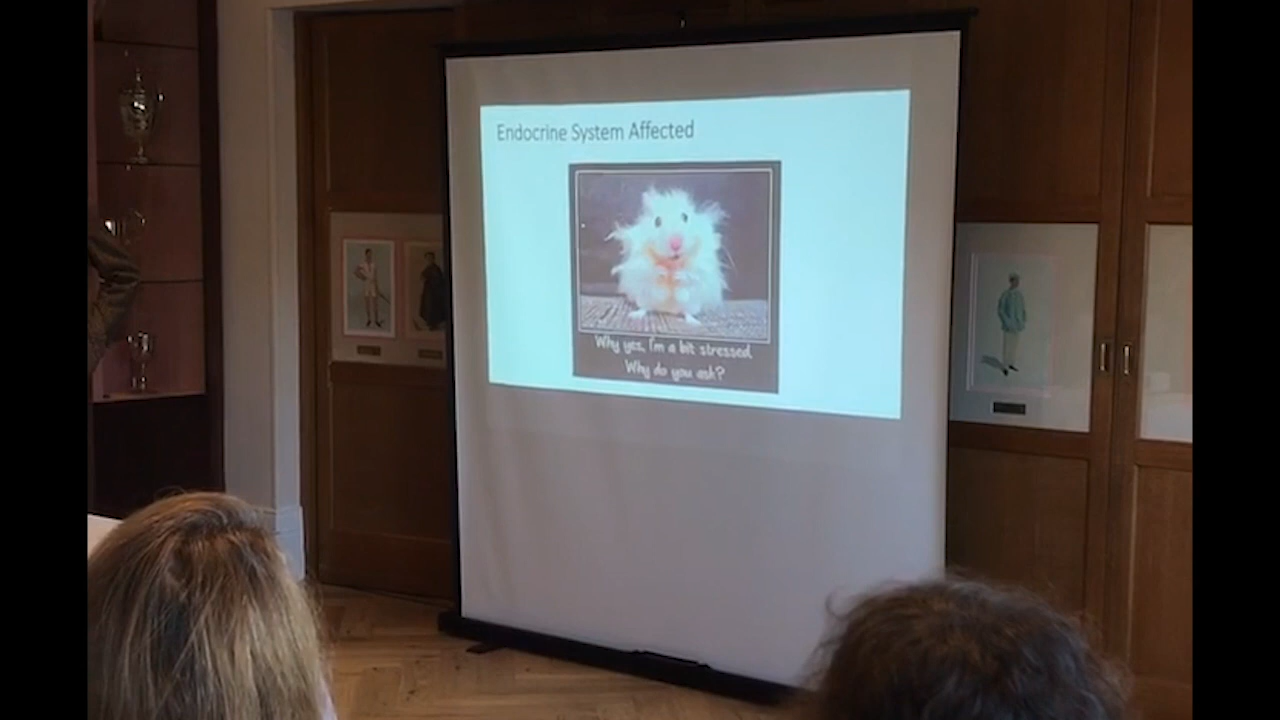 Endocrine System Affected
Why yes, I'm a bit stressed.
Why do you ask?